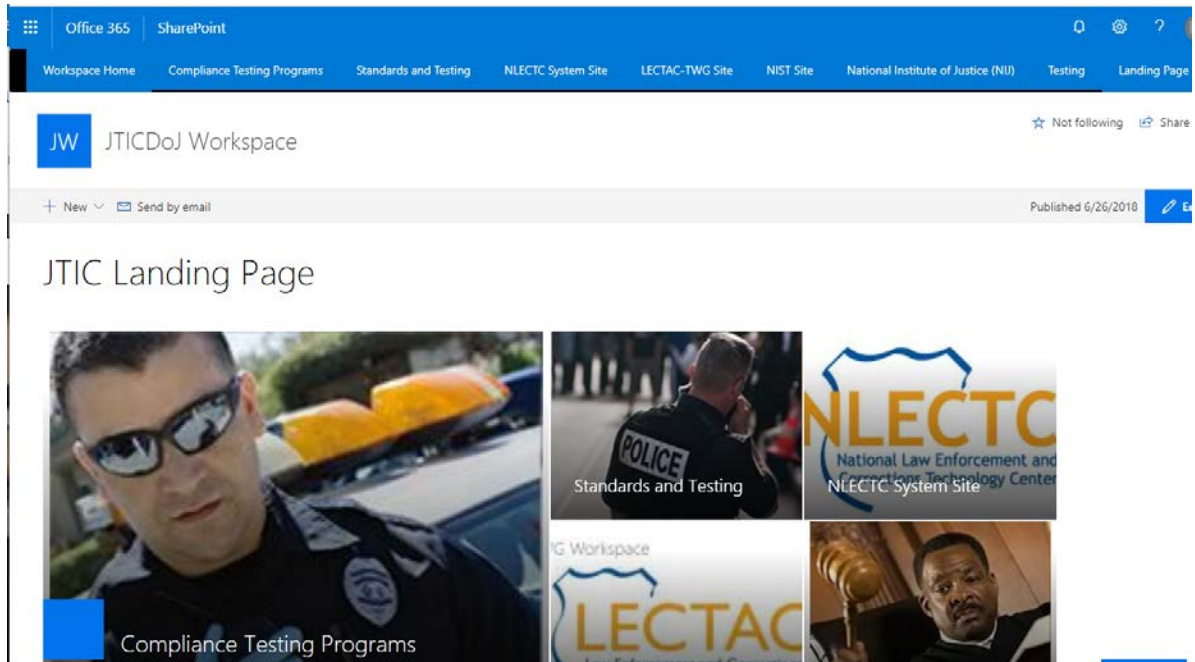 Office 365 SharePoint ?
Workspace Home Compliance Testing Programs Standards and Testing NLECTC System Site LECTAC-TWG Site NIST Site National Institute of Justice (NIJ) Testing Landing Page
JW JTICDoJ Workspace
Not following Share
+ New Send by email Published 6/26/2018
JTIC Landing Page
POLICE
Standards and Testing
NLECTC
National Law Enforcement and
Corrections Technology Center
NLECTC System Site
Workspace
LECTAC
Compliance Testing Programs